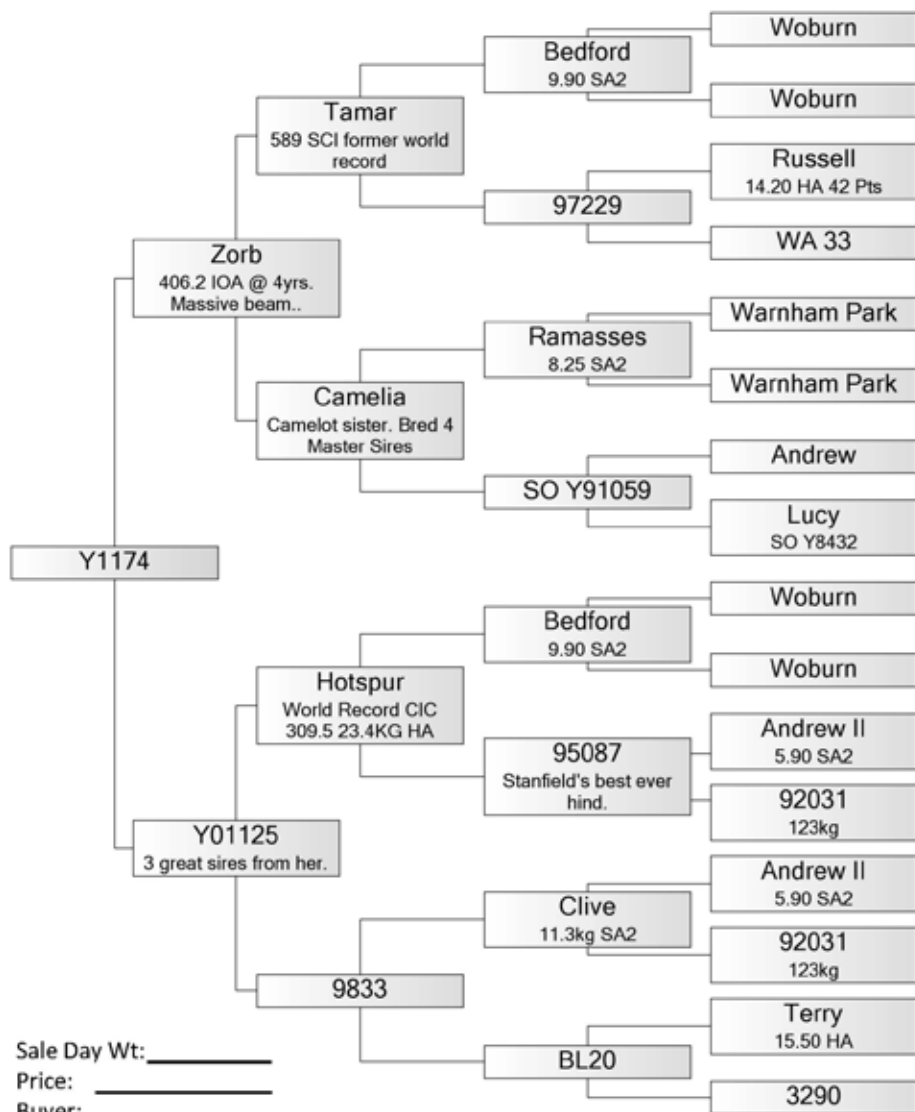 Woburn
Bedford
9.90 SA2
Woburn
Tamar
589 SCI former world
record
Russell
14.20 HA 42 Pts
97229
WA 33
Zorb
406.2 IOA @ 4yrs.
Massive beam..
Warnham Park
Ramasses
8.25 SA2
Warnham Park
Camelia
Camelot sister. Bred 4
Master Sires
Andrew
SO Y91059
Lucy
SO Y8432
Y1174
Woburn
Bedford
9.90 SA2
Woburn
Hotspur
World Record CIC
309.5 23.4KG HA
Andrew II
5.90 SA2
95087
Stanfield's best ever
hind.
92031
123kg
Y01125
3 great sires from her.
Andrew II
5.90 SA2
Clive
11.3kg SA2
92031
123kg
9833
Terry
15.50 HA
BL20
3290
Sale Day Wt:
Price:
Buyer: